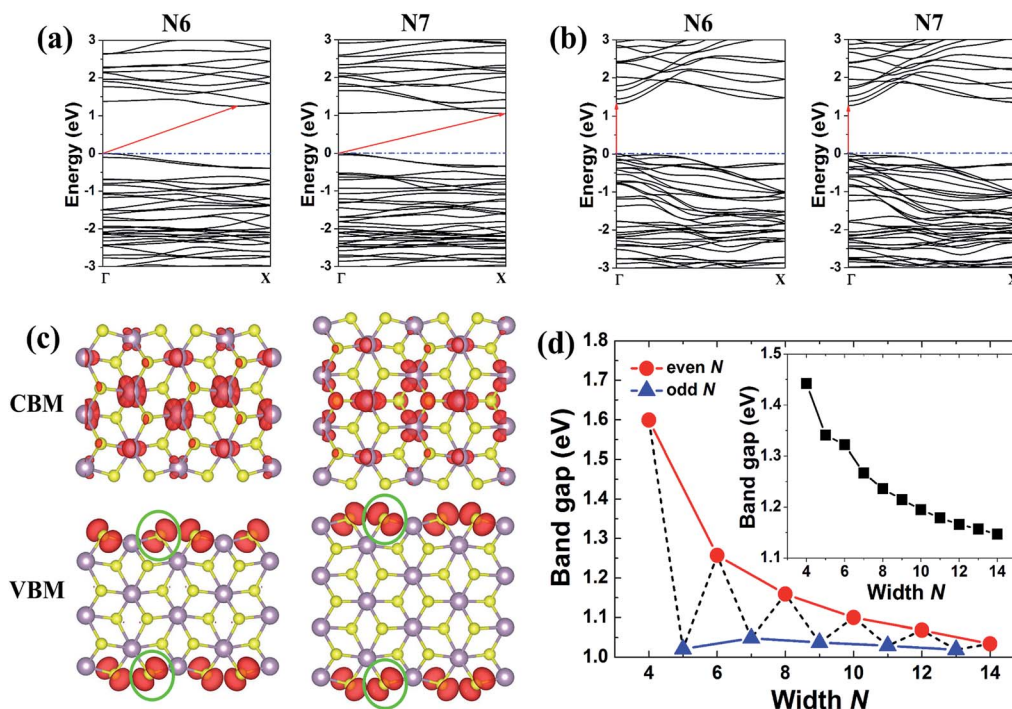 (a) N6 N7 (b) N6 N7
3 3 3 3
2 2 2 2
1 1 1 1
0 0 0 0
-1 -1 -1 -1
-2 -2 -2 -2
-3 -3 -3 -3
Energy (eV) Energy (eV) Energy (eV) Energy (eV)
Γ X Γ X Γ X Γ X
(c)
CBM
VBM
(d)
even N
odd N
Band gap (eV)
1.8
1.7
1.6
1.5
1.4
1.3
1.2
1.1
1.0
4 6 8 10 12 14
Width N
Band gap (eV)
1.5
1.4
1.3
1.2
1.1
4 6 8 10 12 14
Width N